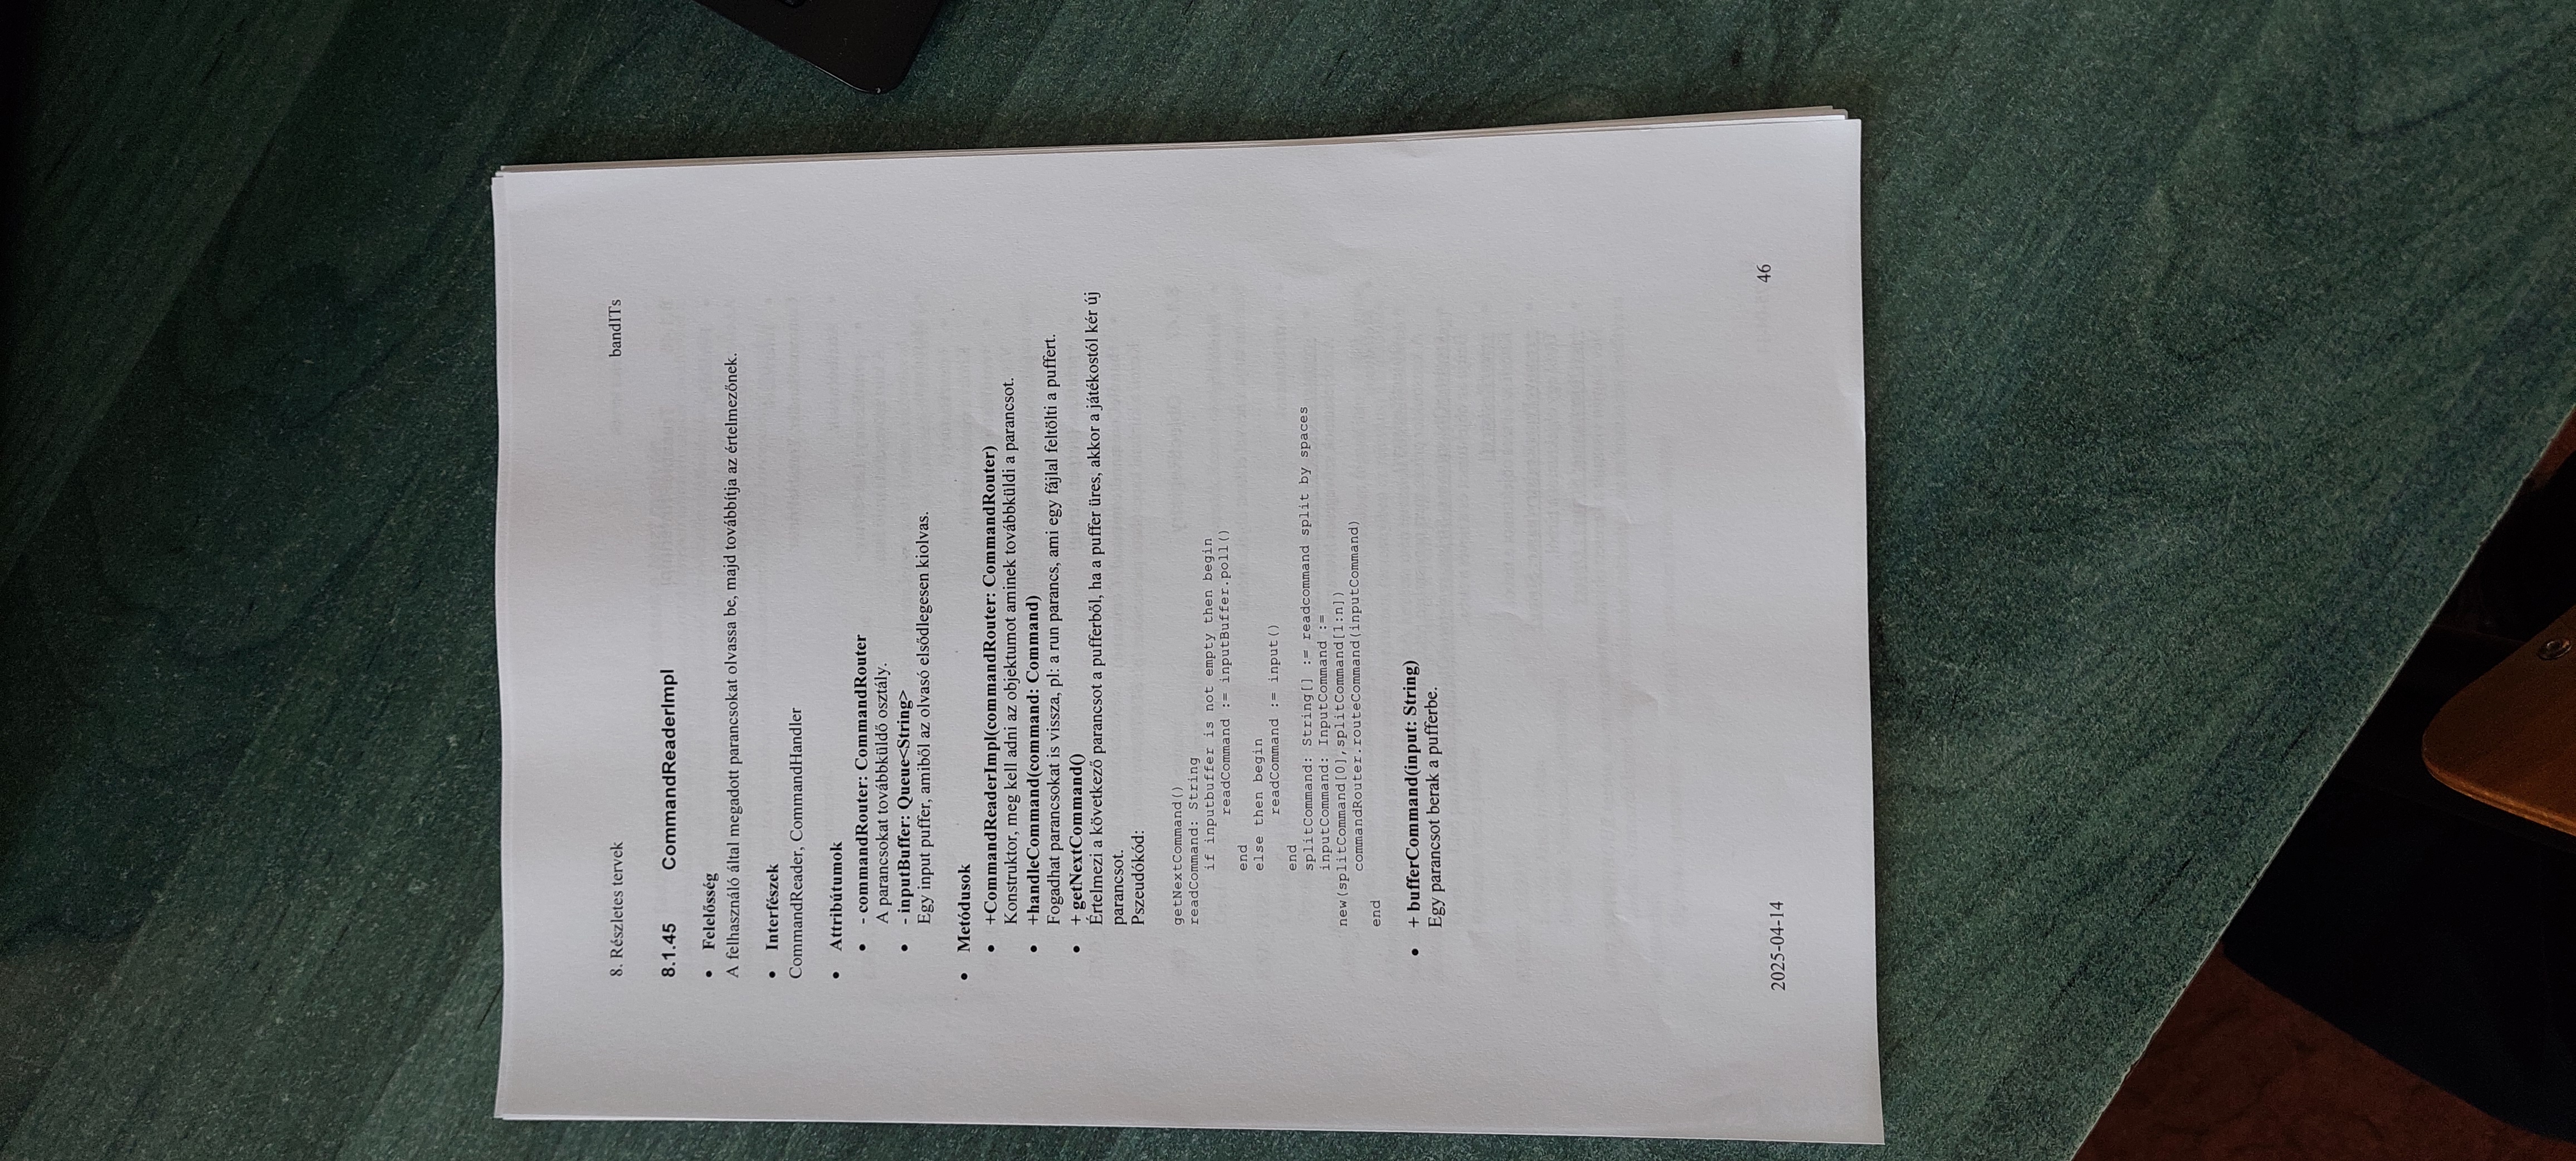 8. Részletes tervek bandITs
8.1.45 CommandReaderImpl
• Felelősség
A felhasználó által megadott parancsokat olvassa be, majd továbbítja az értelmezőnek.
• Interfészek
CommandReader, CommandHandler
• Attribútumok
• - commandRouter: CommandRouter
A parancsokat továbbküldő osztály.
• - inputBuffer: Queue<String>
Egy input puffer, amiből az olvasó elsődlegesen kiolvas.
• Metódusok
• +CommandReaderImpl(commandRouter: CommandRouter)
Konstruktor, meg kell adni az objektumot aminek továbbküldi a parancsot.
• +handleCommand(command: Command)
Fogadhat parancsokat is vissza, pl: a run parancs, ami egy fájlal feltölti a puffert.
• + getNextCommand()
Értelmezi a következő parancsot a pufferből, ha a puffer üres, akkor a játékostól kér új
parancsot.
Pszeudókód:
getNextCommand()
readCommand: String
if inputbuffer is not empty then begin
readCommand := inputBuffer.poll()
end
else then begin
readCommand := input()
end
splitCommand: String[] := readcommand split by spaces
inputCommand: InputCommand :=
new(splitCommand[0],splitCommand[1:n])
commandRouter.routeCommand(inputCommand)
end
• + bufferCommand(input: String)
Egy parancsot berak a pufferbe.
2025-04-14 46